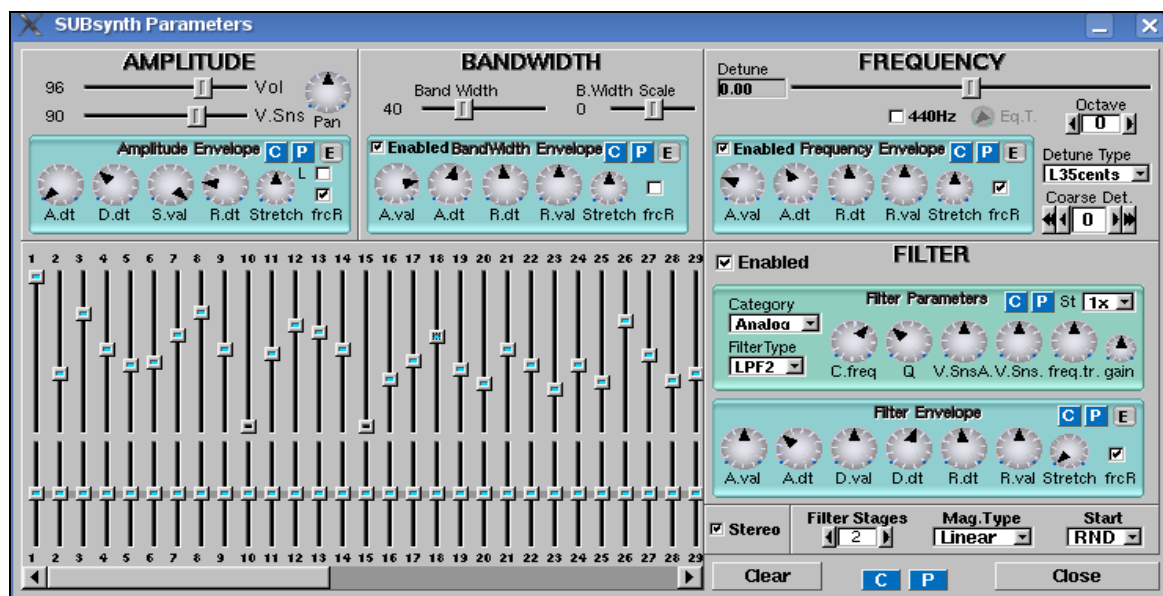 SUBsynth Parameters
AMPLITUDE
96 Vol
90 V.Sns Pan
Amplitude Envelope C P E
L
A.dt D.dt S.val R.dt Stretch frcR
BANDWIDTH
Band Width B.Width Scale
40 0
Enabled BandWidth Envelope C P E
A.val A.dt R.dt R.val Stretch frcR
FREQUENCY
Detune
0.00
440Hz Eq.T. Octave
0
Enabled Frequency Envelope C P E
A.val A.dt R.dt R.val Stretch frcR
Detune Type
L35cents
Coarse Det.
0
1 2 3 4 5 6 7 8 9 10 11 12 13 14 15 16 17 18 19 20 21 22 23 24 25 26 27 28 29
1 2 3 4 5 6 7 8 9 10 11 12 13 14 15 16 17 18 19 20 21 22 23 24 25 26 27 28 29
Enabled FILTER
Filter Parameters C P St 1x
Category
Analog
FilterType
LPF2
C.freq Q V.SnsA. V.Sns. freq.tr. gain
Filter Envelope C P E
A.val A.dt D.val D.dt R.dt R.val Stretch frcR
Stereo
Filter Stages Mag.Type Start
2 Linear RND
Clear C P Close